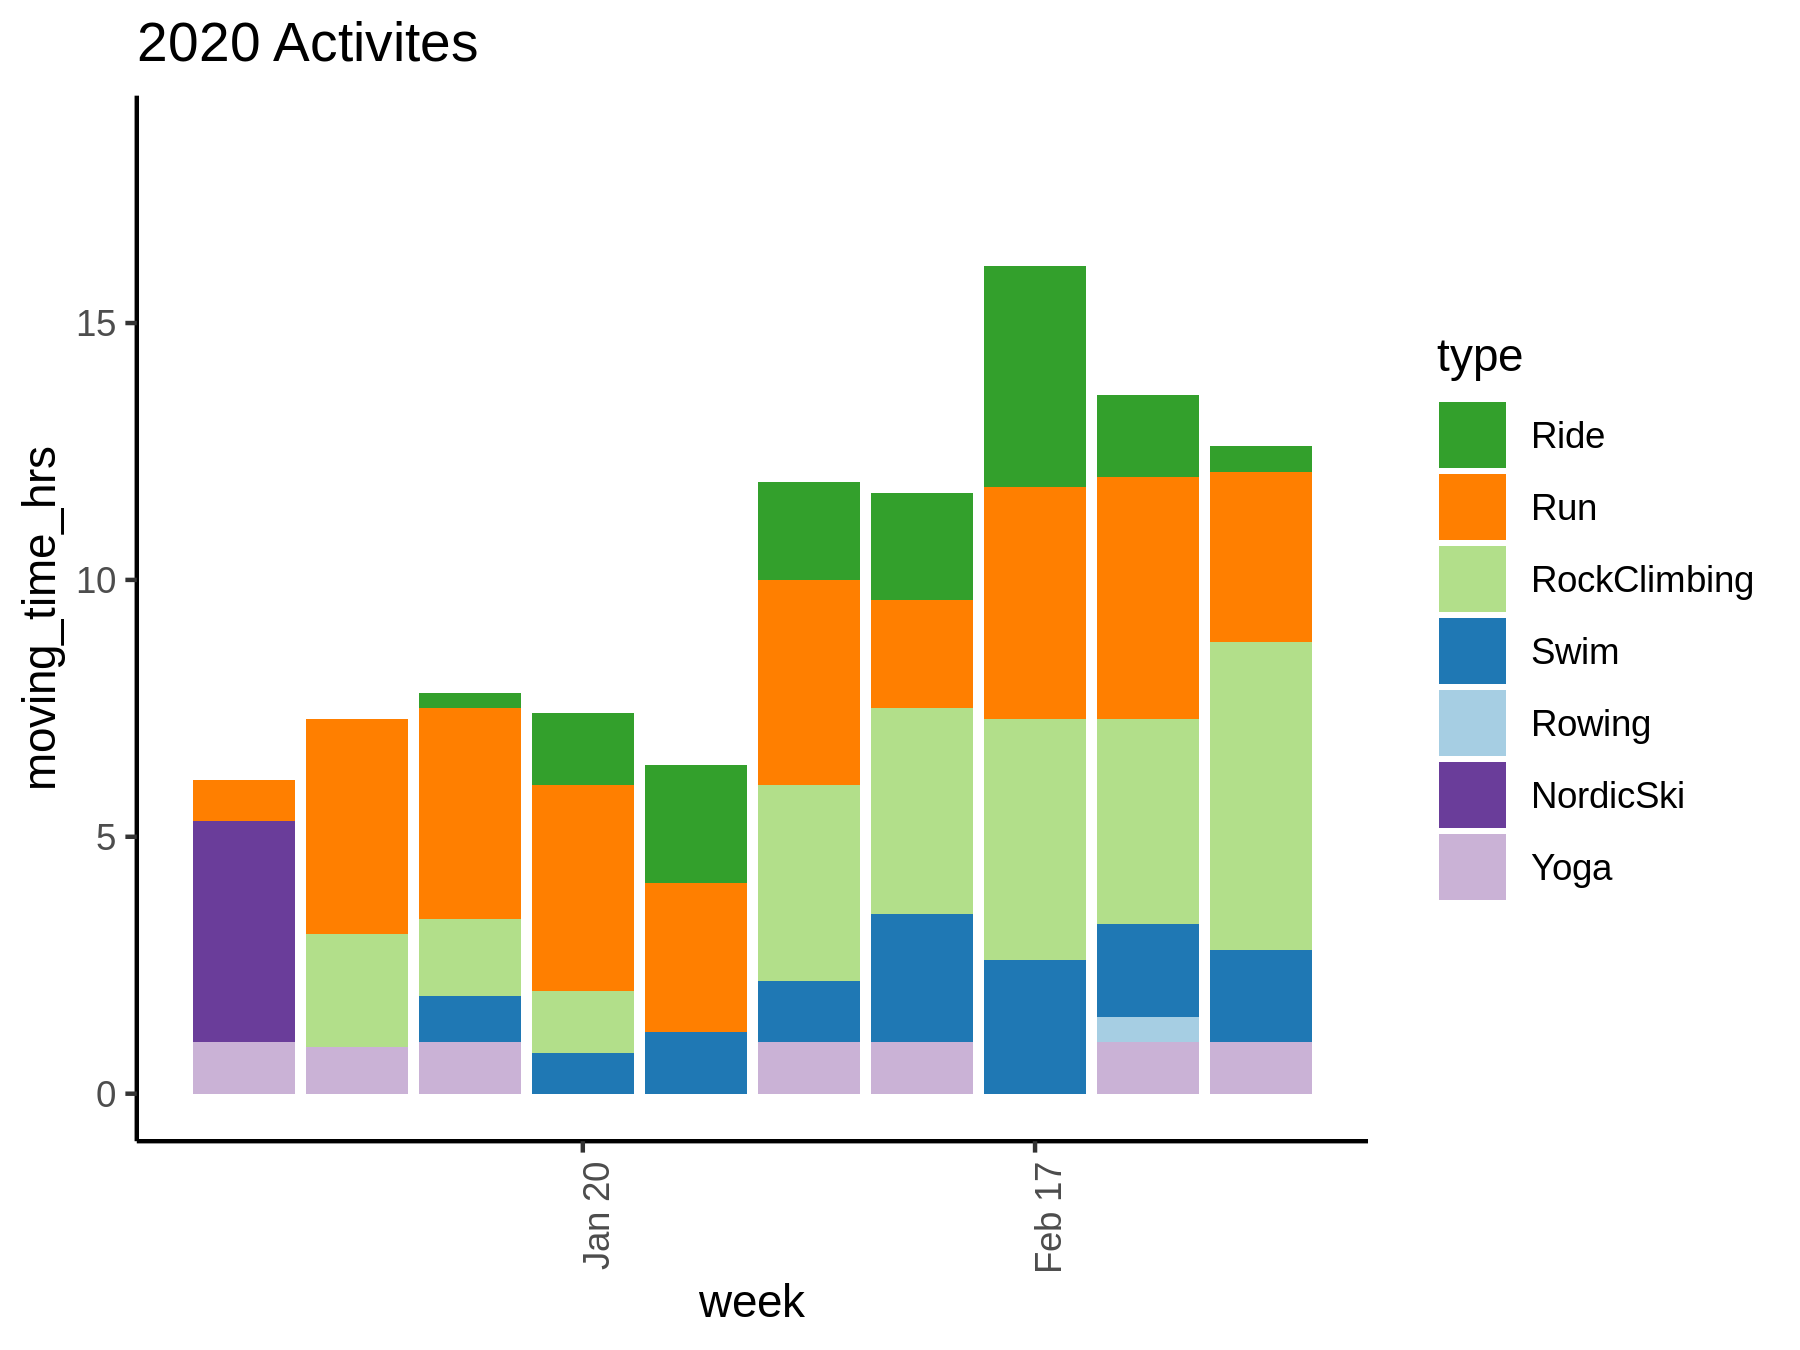 2020 Activites
moving_time_hrs
15
10
5
0
Jan 20
Feb 17
week
type
Ride
Run
RockClimbing
Swim
Rowing
NordicSki
Yoga